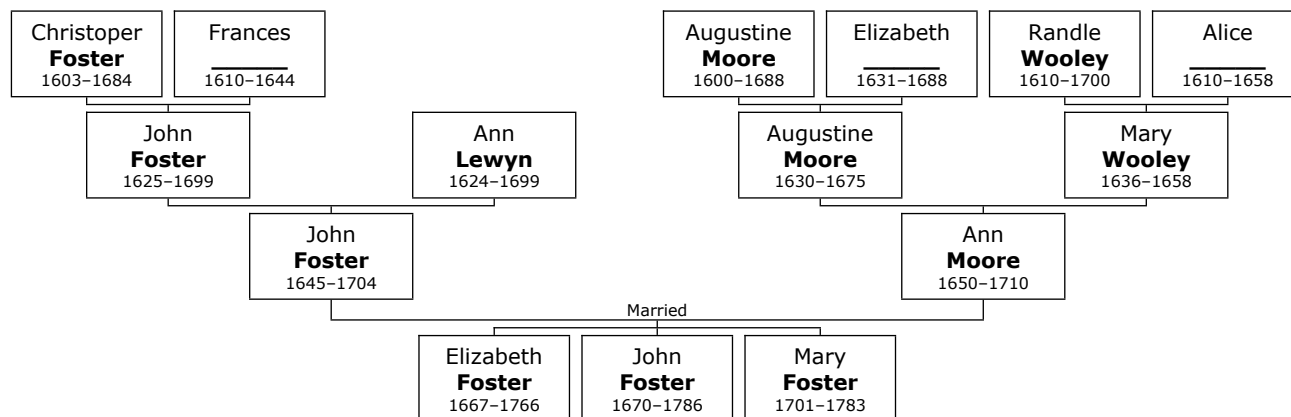 Christoper
Foster
1603–1684
Frances
1610–1644
Augustine
Moore
1600–1688
Elizabeth
1631–1688
Randle
Wooley
1610–1700
Alice
1610–1658
John
Foster
1625–1699
Ann
Lewyn
1624–1699
Augustine
Moore
1630–1675
Mary
Wooley
1636–1658
John
Foster
1645–1704
Ann
Moore
1650–1710
Married
Elizabeth
Foster
1667–1766
John
Foster
1670–1786
Mary
Foster
1701–1783